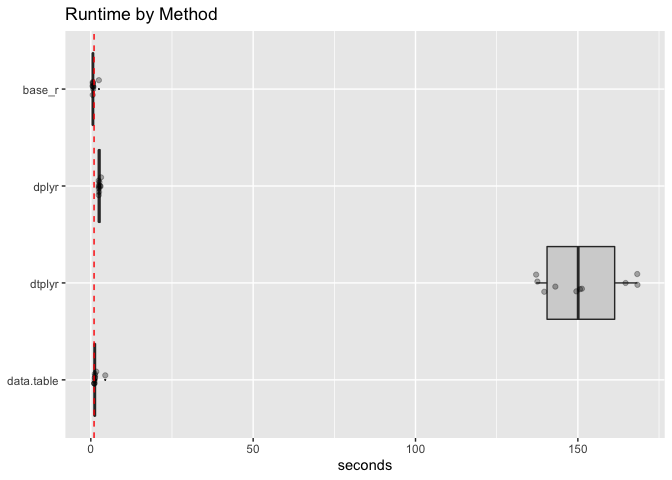 Runtime by Method
base_r
dplyr
dtplyr
data.table
0 50 100 150
seconds